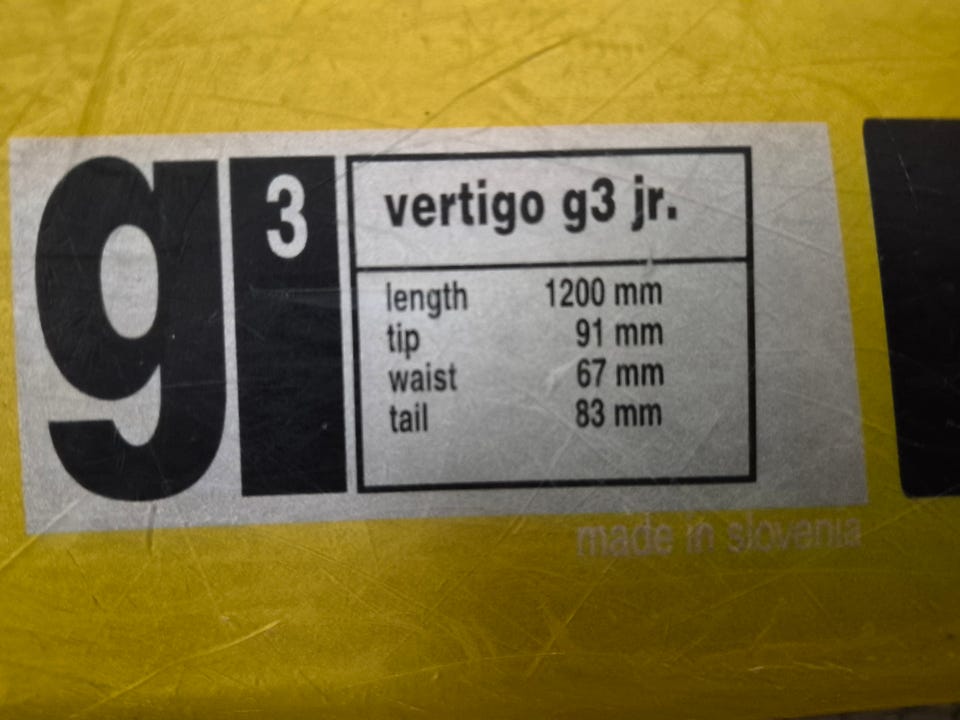 g 3
vertigo g3 jr.
length 1200 mm
tip 91 mm
waist 67 mm
tail 83 mm
made in slovenia